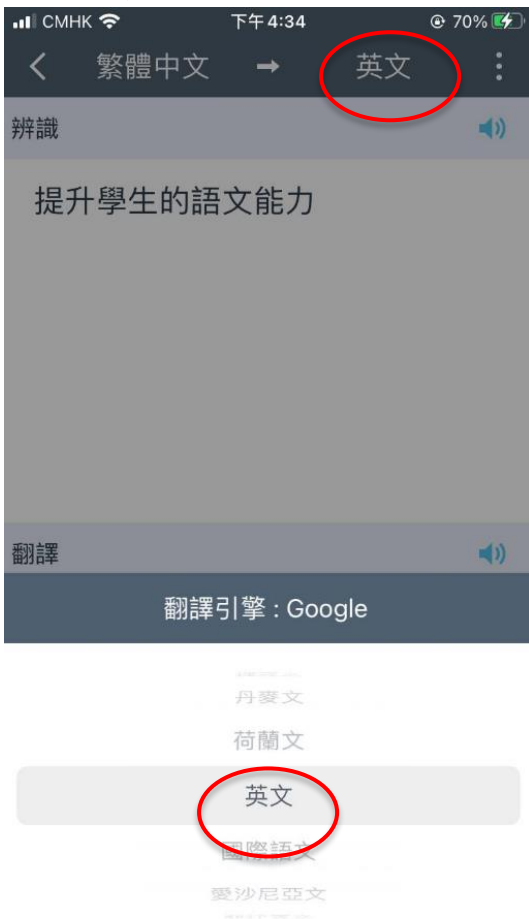 CMHK 下午4:34 70%
繁體中文 → 英文
辨識
提升學生的語文能力
翻譯
翻譯引擎 : Google
丹麥文
荷蘭文
英文
國際語文
愛沙尼亞文